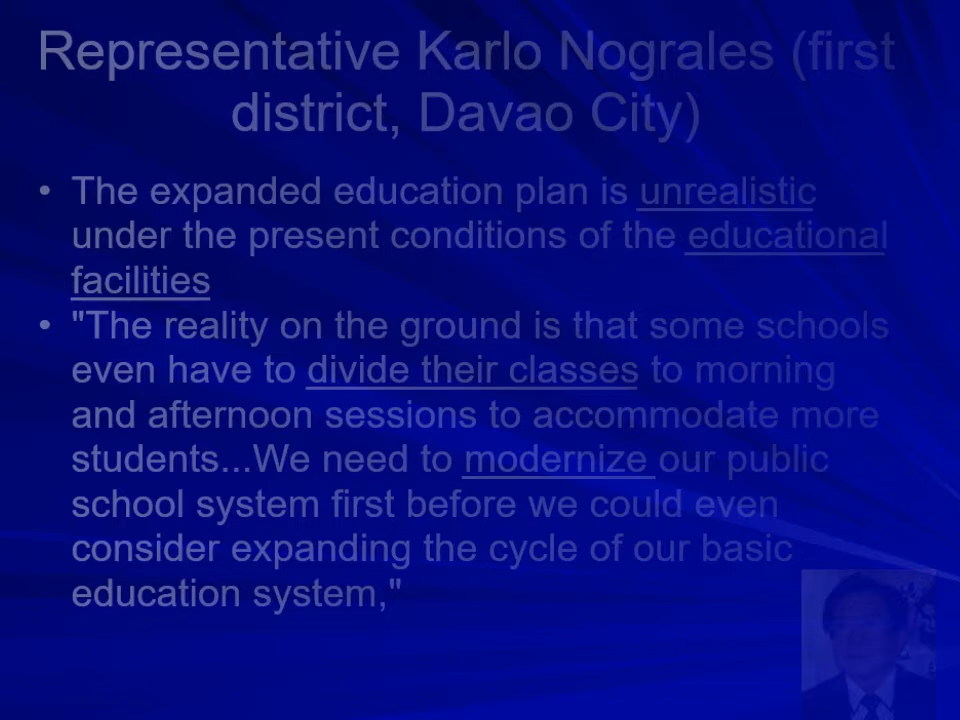 Representative Karlo Nograles (first
district, Davao City)
• The expanded education plan is unrealistic
under the present conditions of the educational
facilities
• "The reality on the ground is that some schools
even have to divide their classes to morning
and afternoon sessions to accommodate more
students...We need to modernize our public
school system first before we could even
consider expanding the cycle of our basic
education system,"